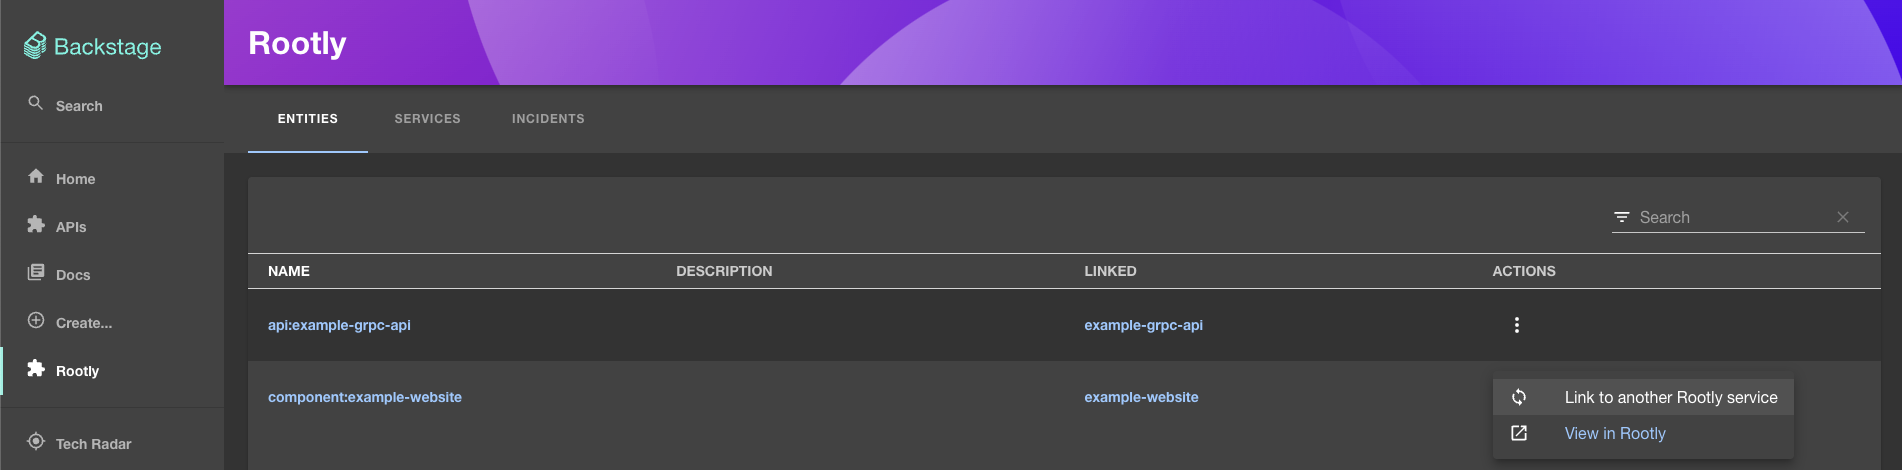 Backstage
Search
Home
APIs
Docs
Create...
Rootly
Tech Radar
Rootly
ENTITIES SERVICES INCIDENTS
Search
NAME DESCRIPTION LINKED ACTIONS
api:example-grpc-api example-grpc-api
component:example-website example-website
Link to another Rootly service
View in Rootly